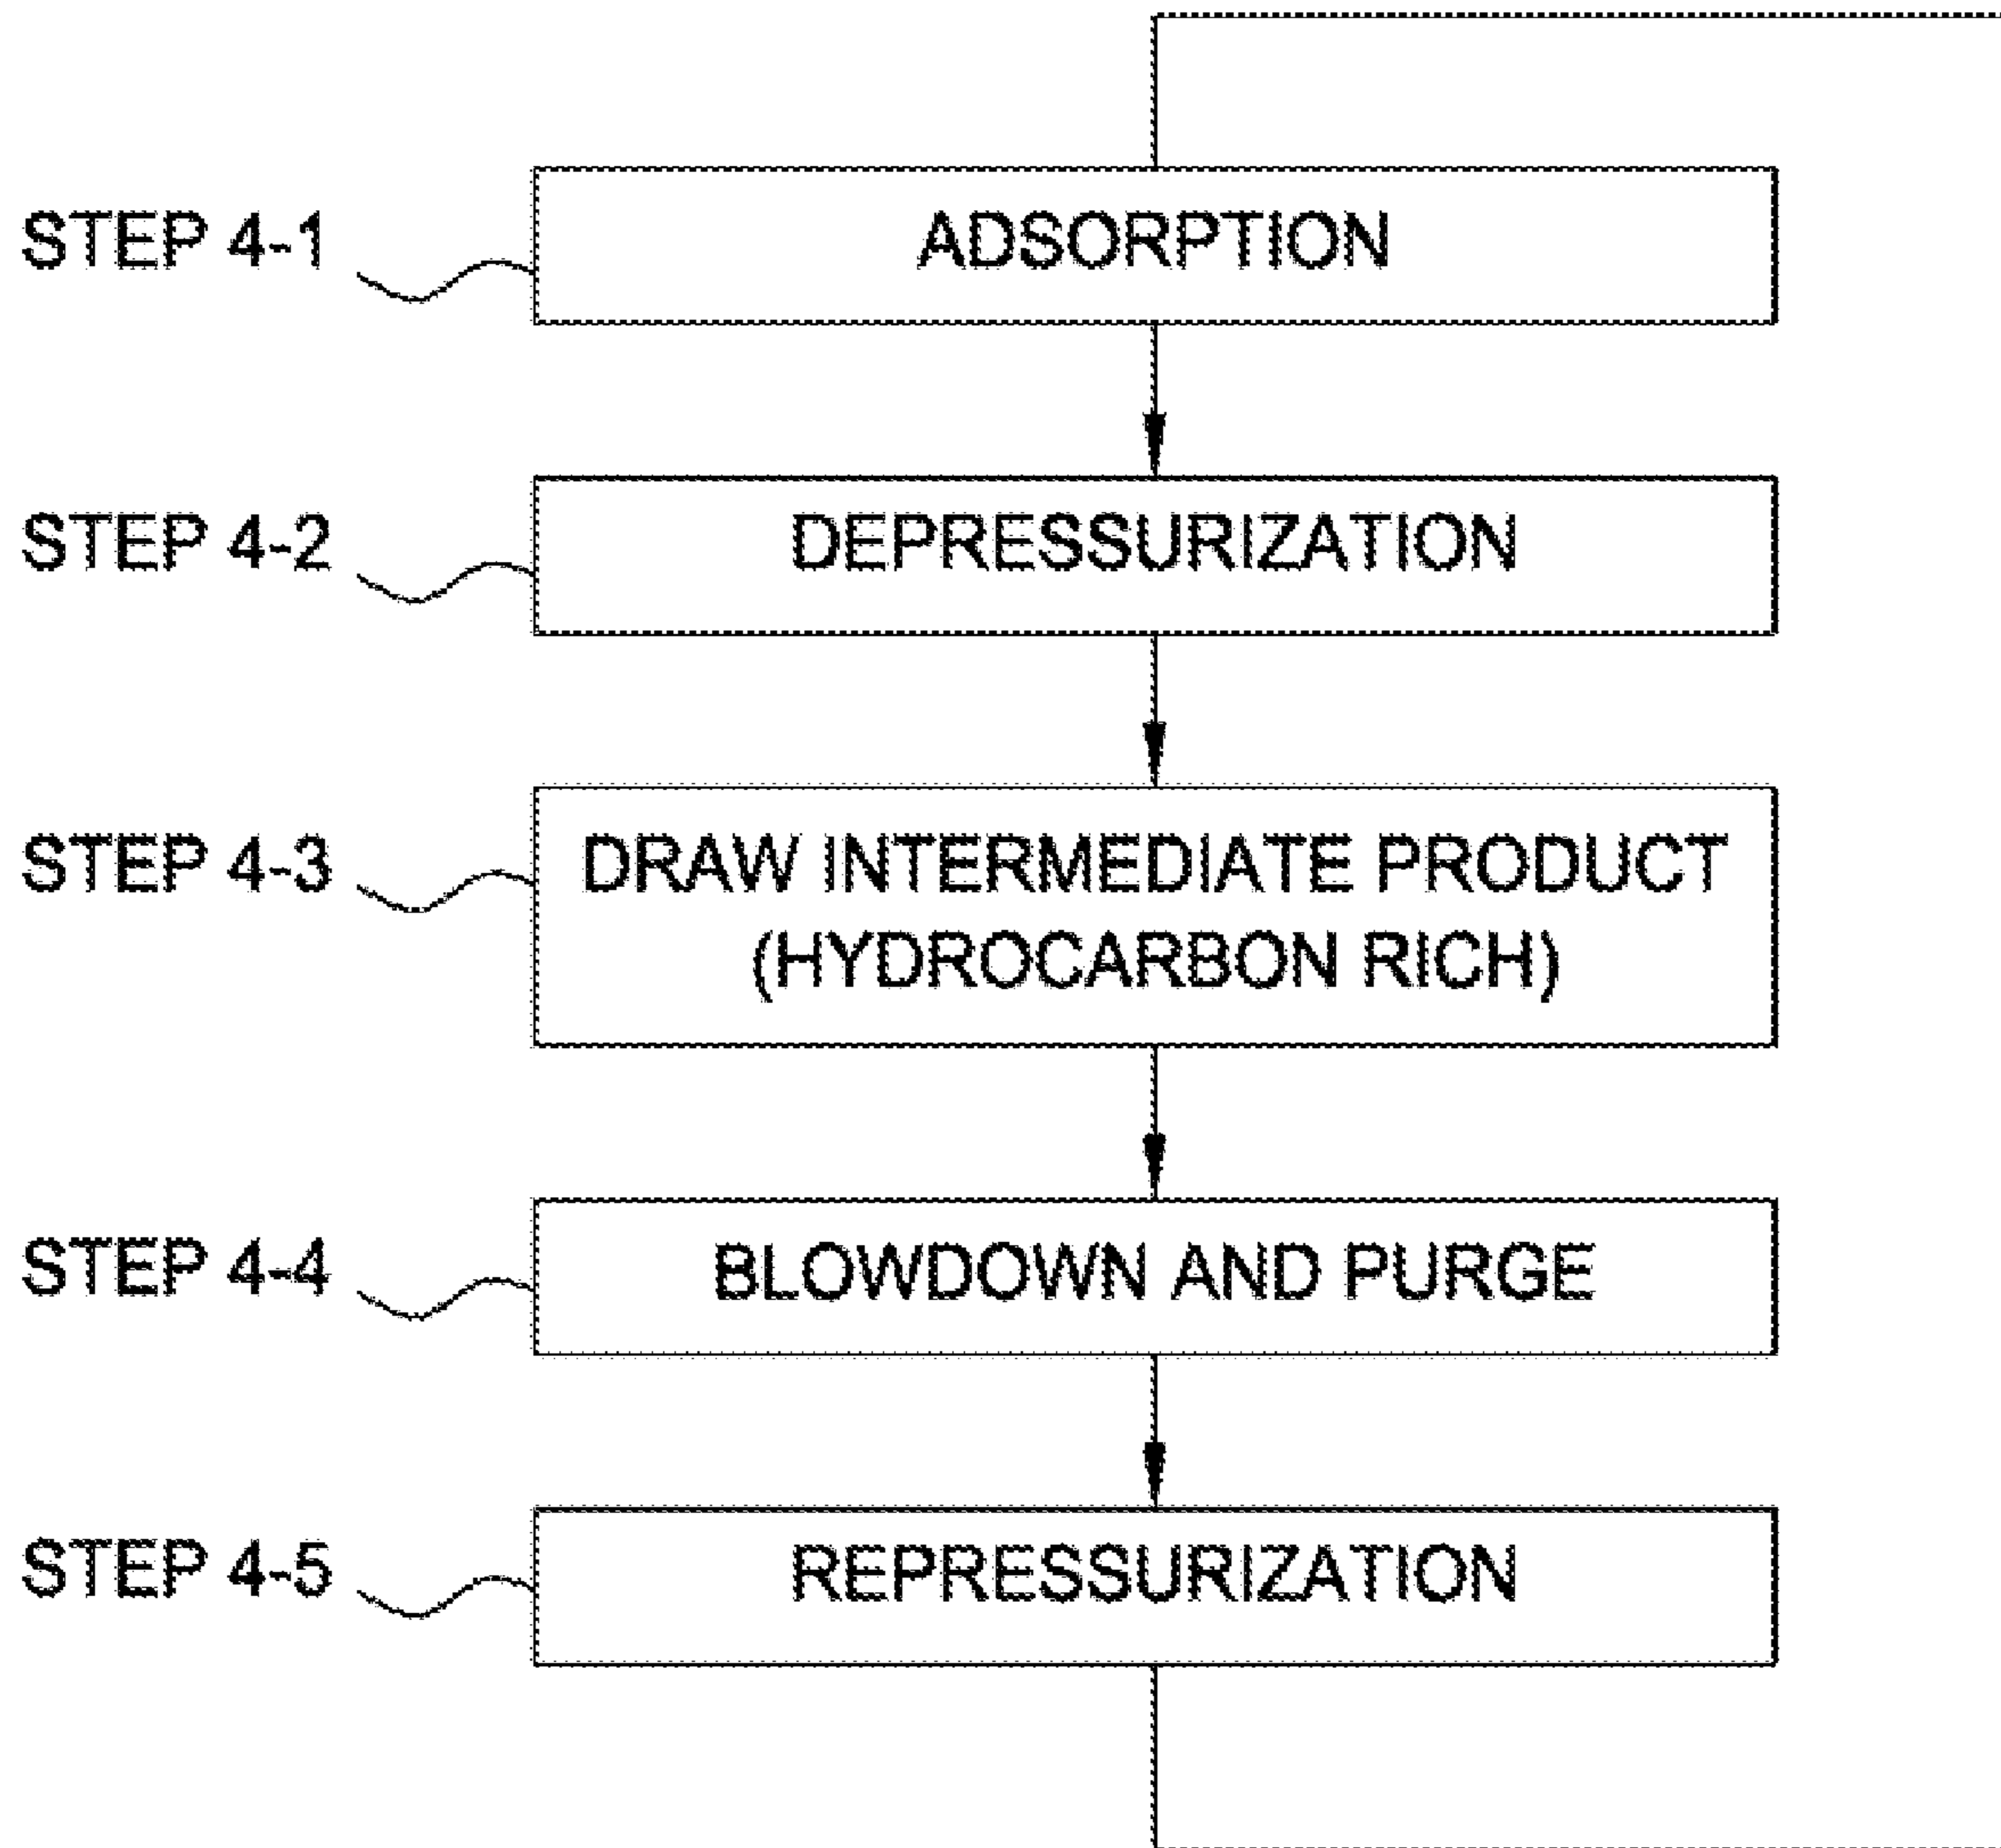 STEP 4-1
ADSORPTION
STEP 4-2
DEPRESSURIZATION
STEP 4-3
DRAW INTERMEDIATE PRODUCT
(HYDROCARBON RICH)
STEP 4-4
BLOWDOWN AND PURGE
STEP 4-5
REPRESSURIZATION